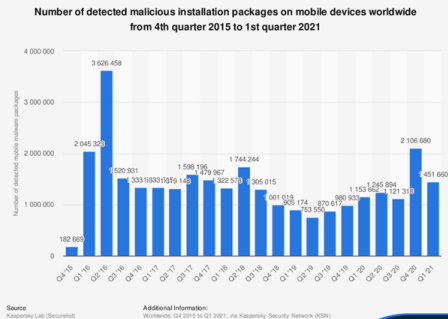 Number of detected malicious installation packages on mobile devices worldwide
from 4th quarter 2015 to 1st quarter 2021
Number of detected mobile malware packages
4 000 000
3 000 000
2 000 000
1 000 000
0
182 669
2 045 323
3 626 458
1 520 931
1 319 148
1 598 196
1 479 967
1 322 578
1 744 244
1 305 015
1 001 019
905 174
753 550
870 617
980 933
1 153 662
1 245 894
1 121 318
2 106 680
1 451 660
Q4 '15
Q1 '16
Q2 '16
Q3 '16
Q4 '16
Q1 '17
Q2 '17
Q3 '17
Q4 '17
Q1 '18
Q2 '18
Q3 '18
Q4 '18
Q1 '19
Q2 '19
Q3 '19
Q4 '19
Q1 '20
Q2 '20
Q3 '20
Q4 '20
Q1 '21
Source
Kaspersky Lab (Securelist)
Additional Information:
Worldwide; Q4 2015 to Q1 2021; via Kaspersky Security Network (KSN)